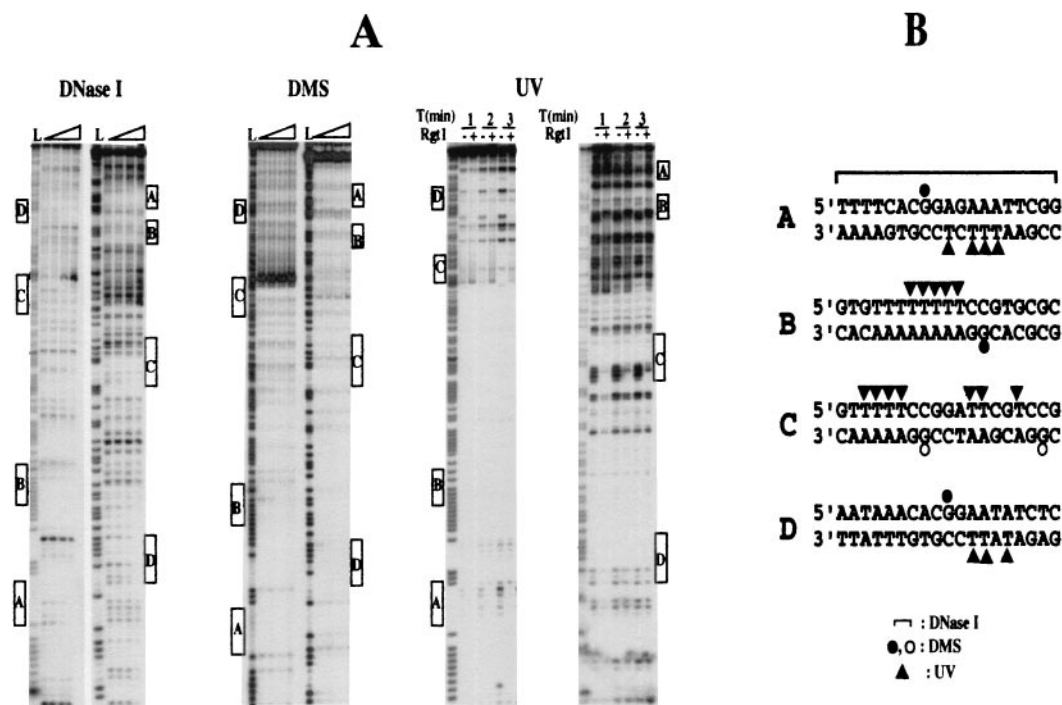 A
B
DNase I
DMS
UV
L
L
L
L
T(min) 1 2 3
Rgt1 - + - + - +
T(min) 1 2 3
Rgt1 - + - + - +
D
C
B
A
A
B
C
D
D
C
B
A
A
B
C
D
D
C
B
A
A
B
C
D
A
5'TTTTCACGGAGAAATTCGG
3'AAAAGTGCCTCTTTAAGCC
B
5'GTGTTTTTTTTCCGTGCGC
3'CACAAAAAAAAGGCACGCG
C
5'GTTTTTCCGGATTCGTCCG
3'CAAAAAGGCCTAAGCAGGC
D
5'AATAAACACGGAATATCTC
3'TTATTTGTGCCTTATAGAG
: DNase I
●,○ : DMS
▲ : UV